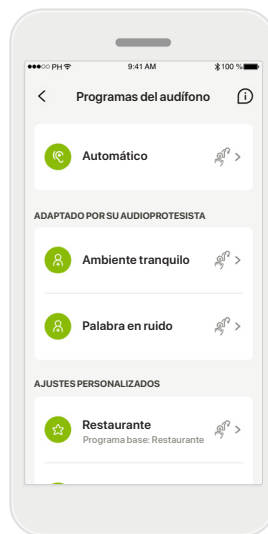 PH 9:41 AM 100 %
Programas del audífono
Automático
ADAPTADO POR SU AUDIOPROTESISTA
Ambiente tranquilo
Palabra en ruido
AJUSTES PERSONALIZADOS
Restaurante
Programa base: Restaurante